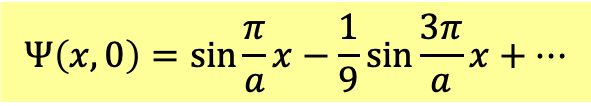 Ψ(x, 0) = sin π/a x − 1/9 sin 3π/a x + ⋯